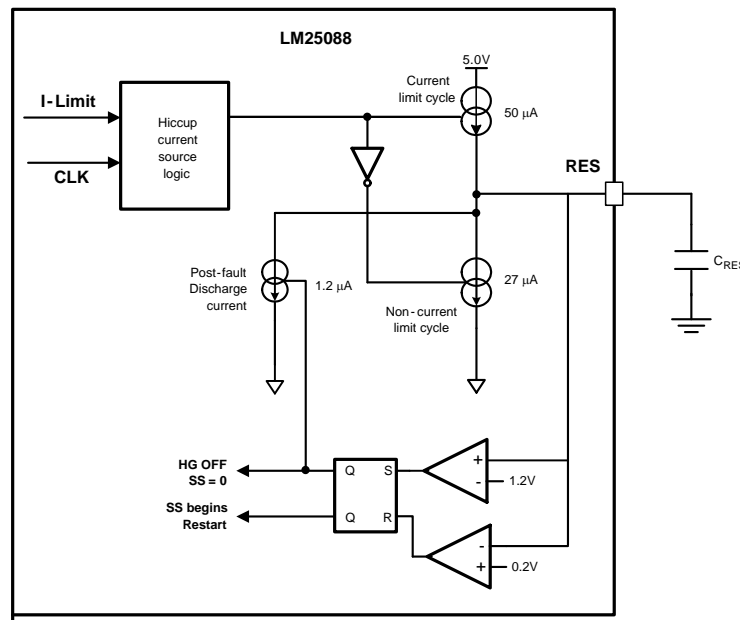 LM25088
5.0V
Current
limit cycle
50 μA
I-Limit
CLK
Hiccup
current
source
logic
RES
C_RES
Post-fault
Discharge
current
1.2 μA
27 μA
Non-current
limit cycle
HG OFF
SS = 0
SS begins
Restart
Q
S
Q
R
+
-
1.2V
-
+
0.2V